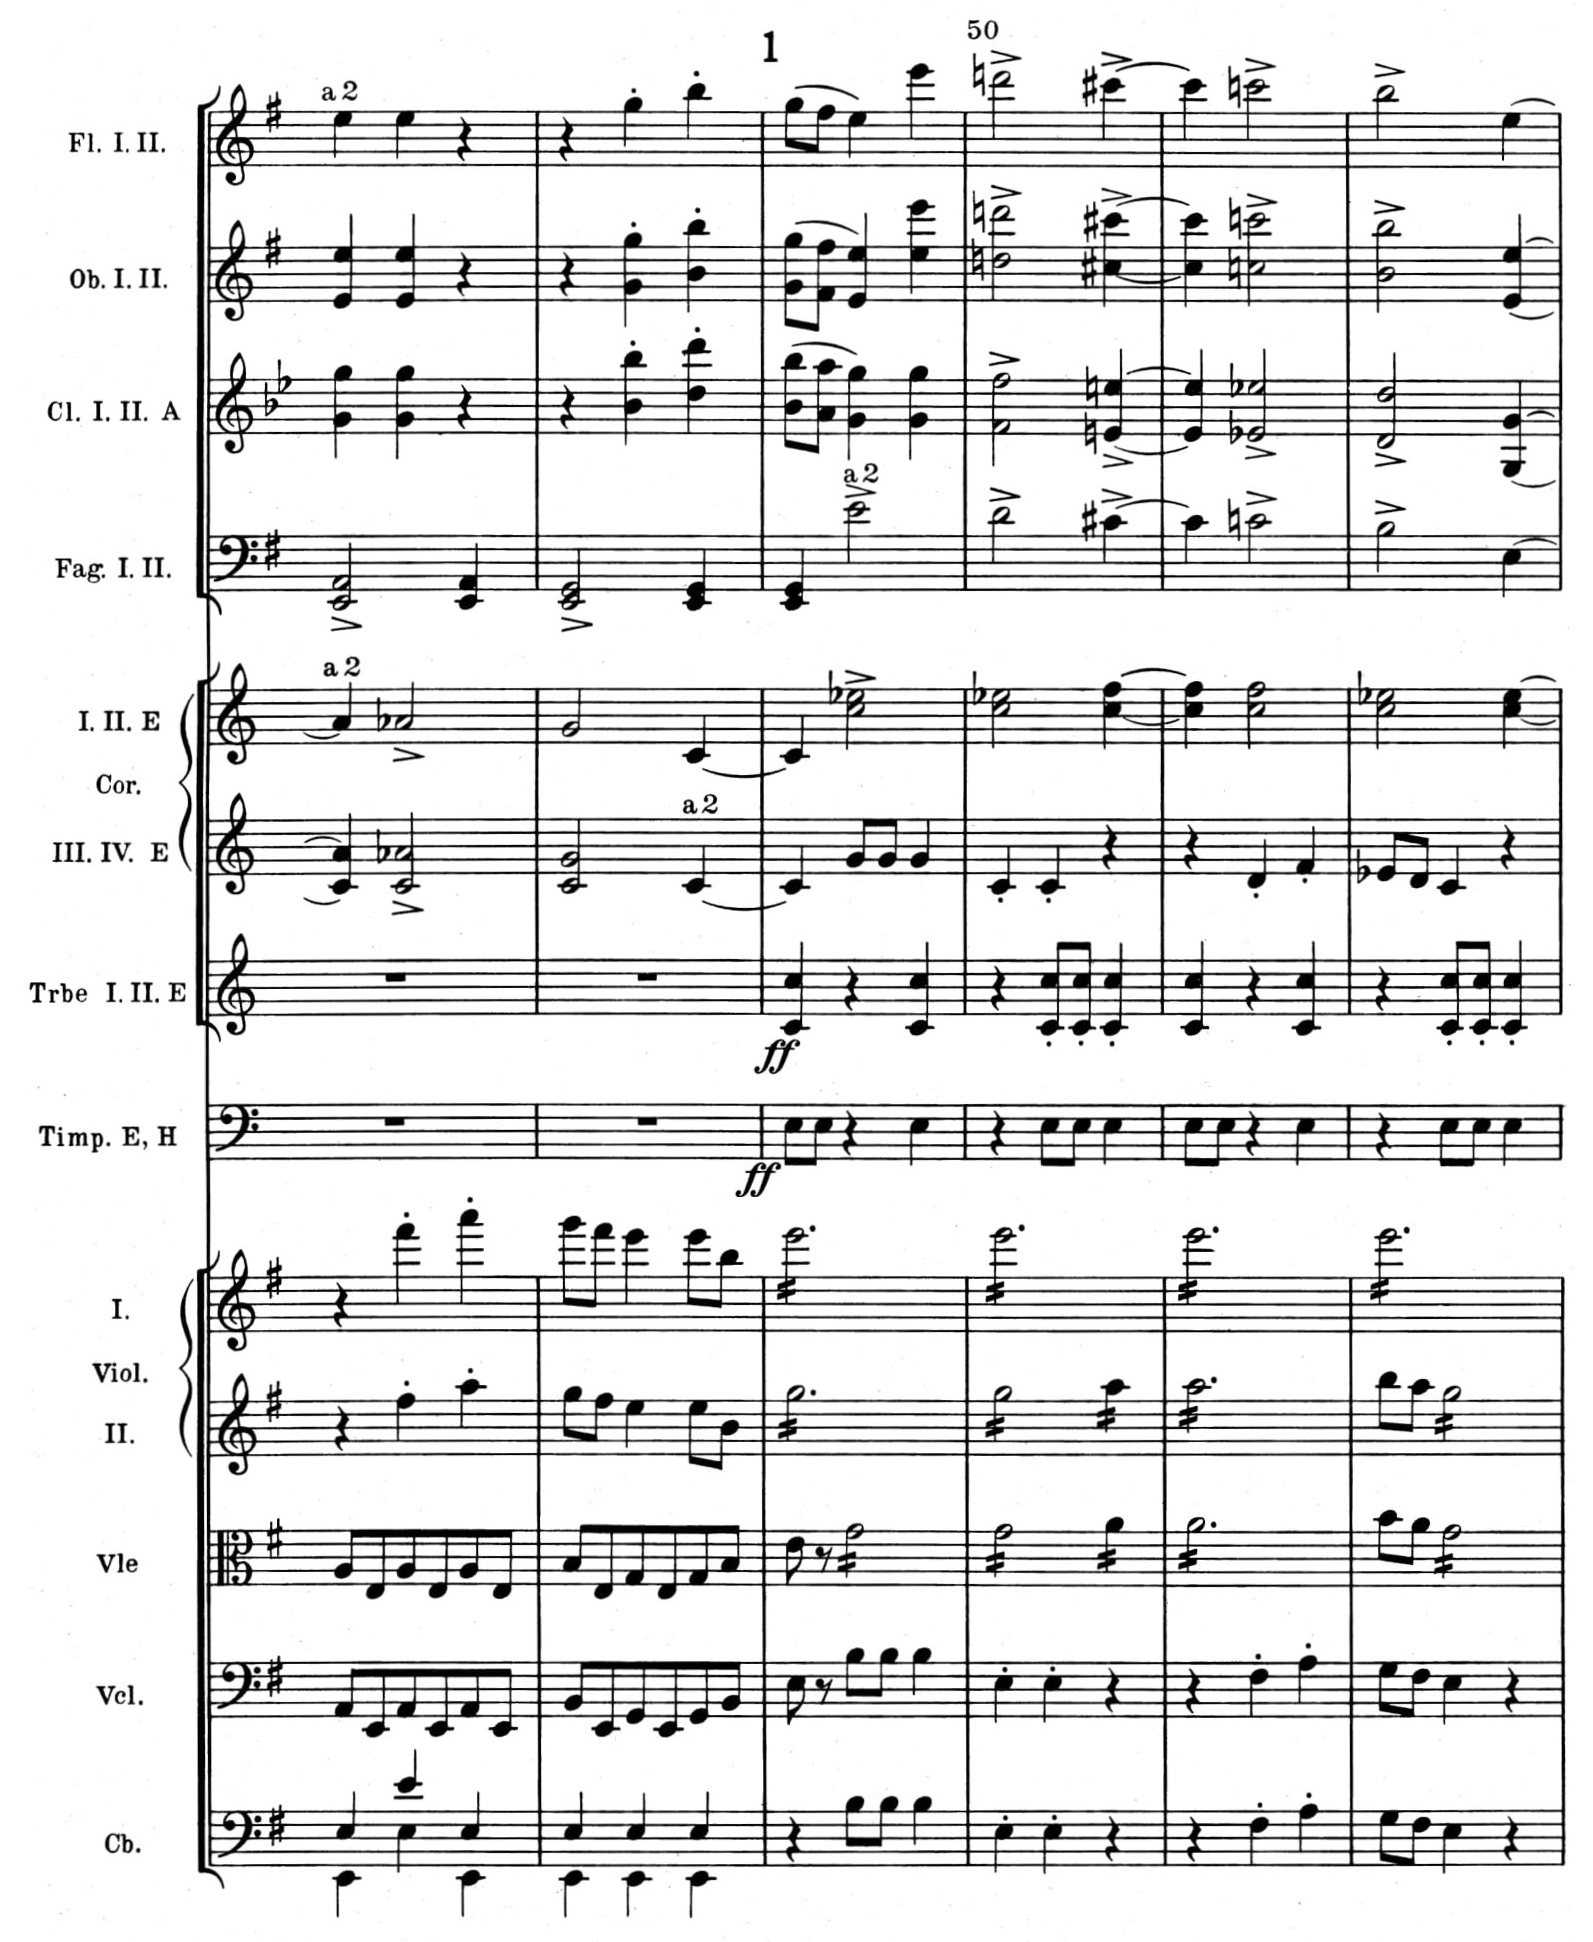 1
50
a 2
Fl. I. II.
Ob. I. II.
Cl. I. II. A
a 2
Fag. I. II.
a 2
I. II. E
Cor.
a 2
III. IV. E
Trbe I. II. E
ff
Timp. E, H
ff
I.
Viol.
II.
Vle
Vcl.
Cb.